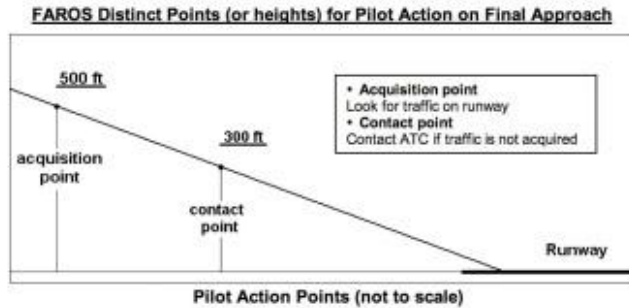 FAROS Distinct Points (or heights) for Pilot Action on Final Approach
500 ft
• Acquisition point
Look for traffic on runway
• Contact point
Contact ATC if traffic is not acquired
300 ft
acquisition
point
contact
point
Runway
Pilot Action Points (not to scale)